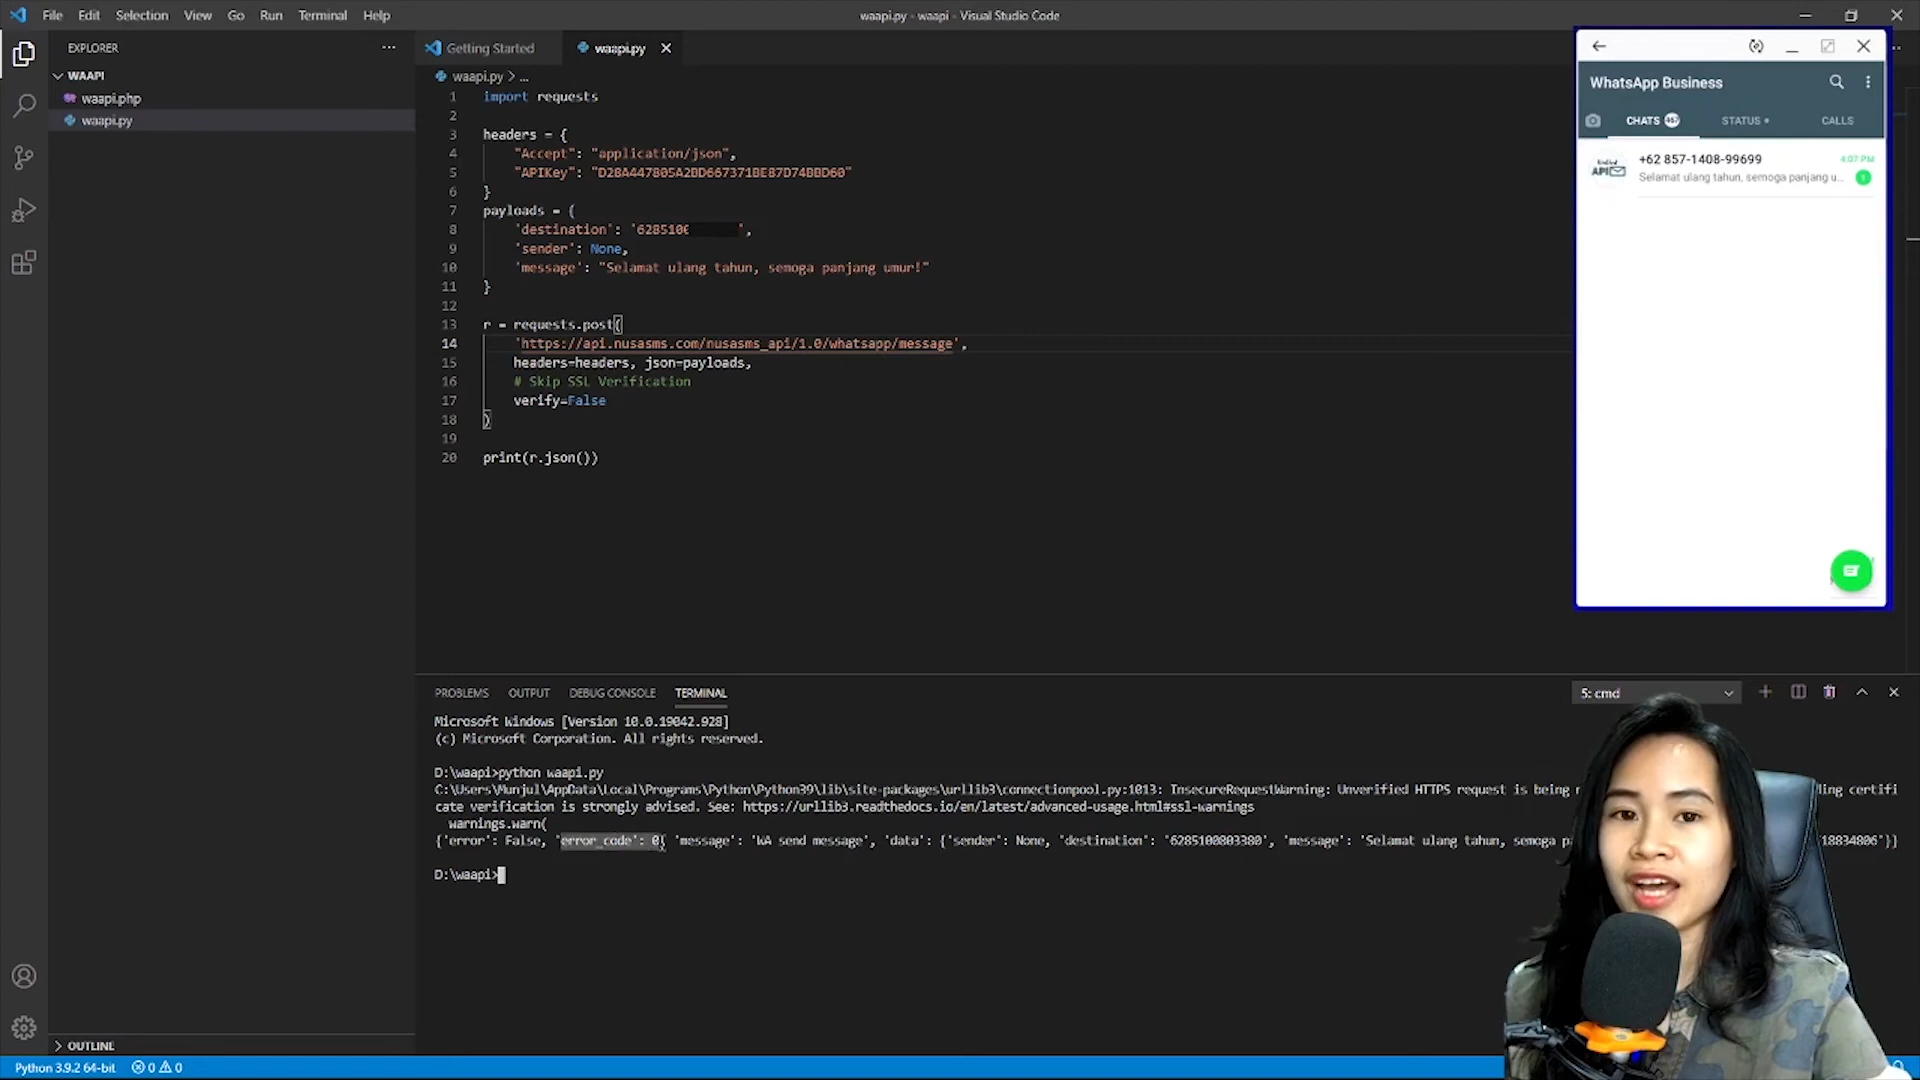 File Edit Selection View Go Run Terminal Help
waapi.py - waapi - Visual Studio Code
EXPLORER
WAAPI
waapi.php
waapi.py
OUTLINE
Python 3.9.2 64-bit
0 0
Getting Started
waapi.py
waapi.py > ...
1 import requests
2
3 headers = {
4 "Accept": "application/json",
5 "APIKey": "D28A447805A2BD667371BE87D74BBD60"
6 }
7 payloads = {
8 'destination': '628510 ',
9 'sender': None,
10 'message': "Selamat ulang tahun, semoga panjang umur!"
11 }
12
13 r = requests.post(
14 'https://api.nusasms.com/nusasms_api/1.0/whatsapp/message',
15 headers=headers, json=payloads,
16 # Skip SSL Verification
17 verify=False
18 )
19
20 print(r.json())
WhatsApp Business
CHATS STATUS • CALLS
API
+62 857-1408-99699
4:07 PM
Selamat ulang tahun, semoga panjang u...
1
PROBLEMS OUTPUT DEBUG CONSOLE TERMINAL
5: cmd
Microsoft Windows [Version 10.0.19042.928]
(c) Microsoft Corporation. All rights reserved.
D:\waapi>python waapi.py
C:\Users\Munjul\AppData\Local\Programs\Python\Python39\lib\site-packages\urllib3\connectionpool.py:1013: InsecureRequestWarning: Unverified HTTPS request is being certifi
cate verification is strongly advised. See: https://urllib3.readthedocs.io/en/latest/advanced-usage.html#ssl-warnings
warnings.warn(
{'error': False, 'error_code': 0, 'message': 'WA send message', 'data': {'sender': None, 'destination': '6285100803380', 'message': 'Selamat ulang tahun, semoga 18834806'}}
D:\waapi>